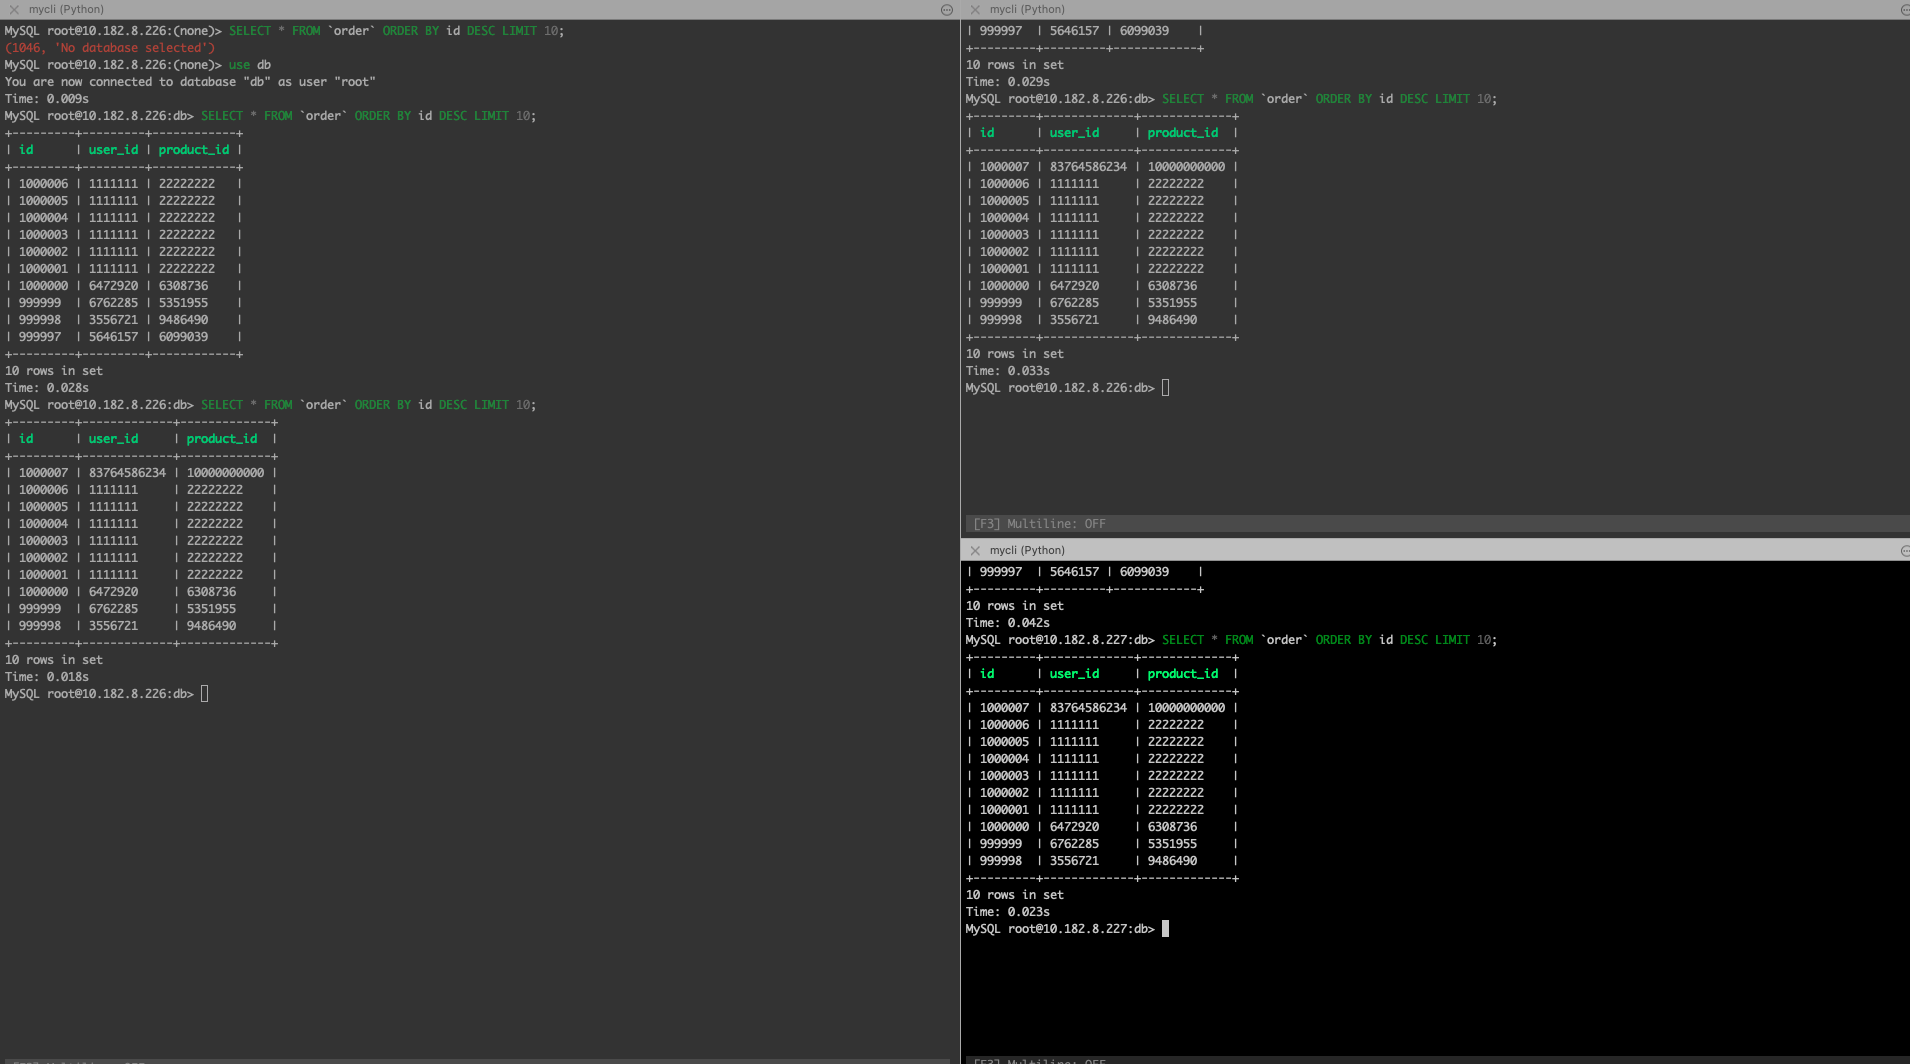 mycli (Python)
MySQL root@10.182.8.226:(none)> SELECT * FROM `order` ORDER BY id DESC LIMIT 10;
(1046, 'No database selected')
MySQL root@10.182.8.226:(none)> use db
You are now connected to database "db" as user "root"
Time: 0.009s
MySQL root@10.182.8.226:db> SELECT * FROM `order` ORDER BY id DESC LIMIT 10;
+---------+---------+------------+
| id      | user_id | product_id |
+---------+---------+------------+
| 1000006 | 1111111 | 22222222   |
| 1000005 | 1111111 | 22222222   |
| 1000004 | 1111111 | 22222222   |
| 1000003 | 1111111 | 22222222   |
| 1000002 | 1111111 | 22222222   |
| 1000001 | 1111111 | 22222222   |
| 1000000 | 6472920 | 6308736    |
| 999999  | 6762285 | 5351955    |
| 999998  | 3556721 | 9486490    |
| 999997  | 5646157 | 6099039    |
+---------+---------+------------+
10 rows in set
Time: 0.028s
MySQL root@10.182.8.226:db> SELECT * FROM `order` ORDER BY id DESC LIMIT 10;
+---------+-------------+-------------+
| id      | user_id     | product_id  |
+---------+-------------+-------------+
| 1000007 | 83764586234 | 10000000000 |
| 1000006 | 1111111     | 22222222    |
| 1000005 | 1111111     | 22222222    |
| 1000004 | 1111111     | 22222222    |
| 1000003 | 1111111     | 22222222    |
| 1000002 | 1111111     | 22222222    |
| 1000001 | 1111111     | 22222222    |
| 1000000 | 6472920     | 6308736     |
| 999999  | 6762285     | 5351955     |
| 999998  | 3556721     | 9486490     |
+---------+-------------+-------------+
10 rows in set
Time: 0.018s
MySQL root@10.182.8.226:db>
mycli (Python)
| 999997  | 5646157 | 6099039    |
+---------+---------+------------+
10 rows in set
Time: 0.029s
MySQL root@10.182.8.226:db> SELECT * FROM `order` ORDER BY id DESC LIMIT 10;
+---------+-------------+-------------+
| id      | user_id     | product_id  |
+---------+-------------+-------------+
| 1000007 | 83764586234 | 10000000000 |
| 1000006 | 1111111     | 22222222    |
| 1000005 | 1111111     | 22222222    |
| 1000004 | 1111111     | 22222222    |
| 1000003 | 1111111     | 22222222    |
| 1000002 | 1111111     | 22222222    |
| 1000001 | 1111111     | 22222222    |
| 1000000 | 6472920     | 6308736     |
| 999999  | 6762285     | 5351955     |
| 999998  | 3556721     | 9486490     |
+---------+-------------+-------------+
10 rows in set
Time: 0.033s
MySQL root@10.182.8.226:db>
[F3] Multiline: OFF
mycli (Python)
| 999997  | 5646157 | 6099039    |
+---------+---------+------------+
10 rows in set
Time: 0.042s
MySQL root@10.182.8.227:db> SELECT * FROM `order` ORDER BY id DESC LIMIT 10;
+---------+-------------+-------------+
| id      | user_id     | product_id  |
+---------+-------------+-------------+
| 1000007 | 83764586234 | 10000000000 |
| 1000006 | 1111111     | 22222222    |
| 1000005 | 1111111     | 22222222    |
| 1000004 | 1111111     | 22222222    |
| 1000003 | 1111111     | 22222222    |
| 1000002 | 1111111     | 22222222    |
| 1000001 | 1111111     | 22222222    |
| 1000000 | 6472920     | 6308736     |
| 999999  | 6762285     | 5351955     |
| 999998  | 3556721     | 9486490     |
+---------+-------------+-------------+
10 rows in set
Time: 0.023s
MySQL root@10.182.8.227:db>
[F3] Multiline: OFF